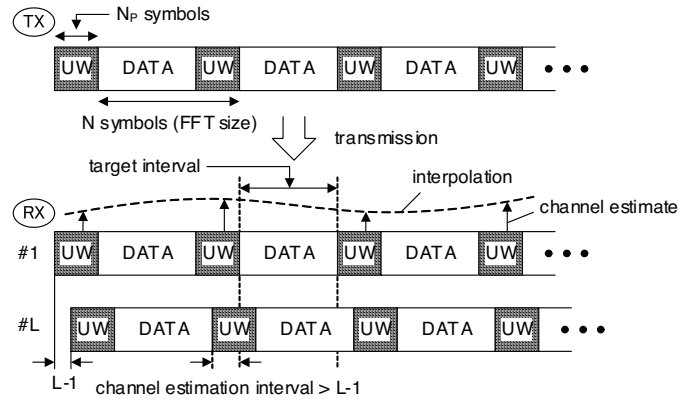 TX
N_P symbols
UW DATA UW DATA UW DATA UW • • •
N symbols (FFT size)
transmission
target interval
interpolation
RX
channel estimate
#1
UW DATA UW DATA UW DATA UW • • •
#L
UW DATA UW DATA UW DATA UW • • •
L-1
channel estimation interval > L-1